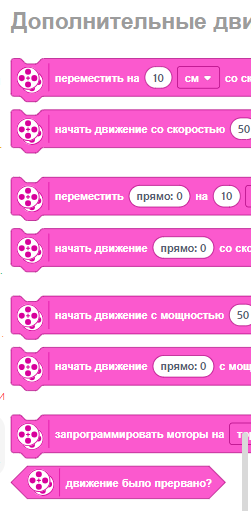 Дополнительные дви
переместить на 10 см со ск
начать движение со скоростью 50
переместить прямо: 0 на 10
начать движение прямо: 0 со ско
начать движение с мощностью 50
начать движение прямо: 0 с мощ
запрограммировать моторы на то
движение было прервано?